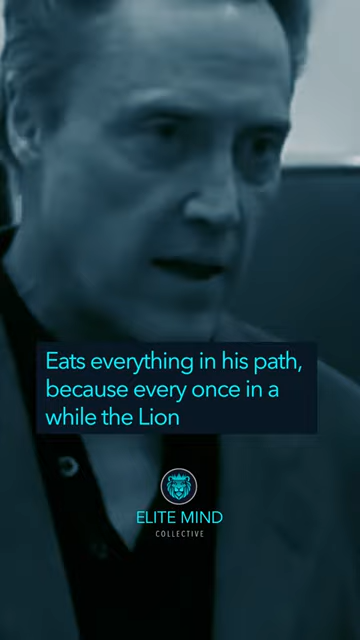 Eats everything in his path,
because every once in a
while the Lion
ELITE MIND
COLLECTIVE